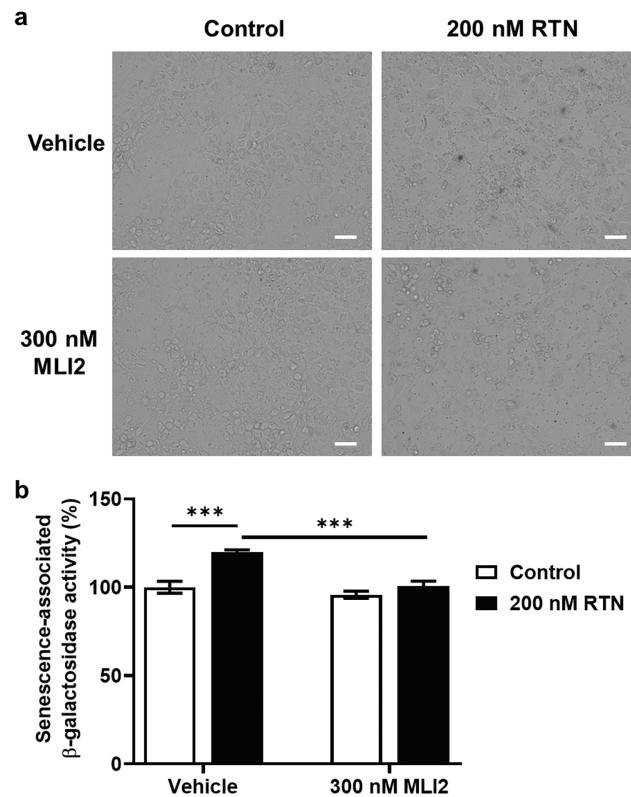 a
Control
200 nM RTN
Vehicle
300 nM
MLI2
b
Senescence-associated
β-galactosidase activity (%)
150
100
50
0
***
***
Control
200 nM RTN
Vehicle
300 nM MLI2